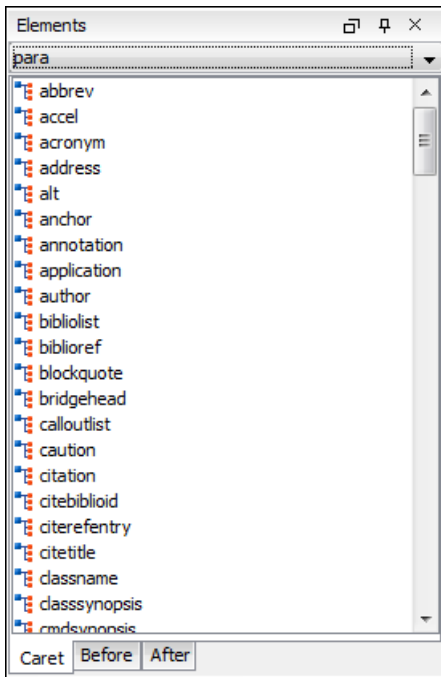 Elements
para
abbrev
accel
acronym
address
alt
anchor
annotation
application
author
bibliolist
biblioref
blockquote
bridgehead
calloutlist
caution
citation
citebiblioid
citerefentry
citetitle
classname
classsynopsis
cmdsynopsis
Caret Before After